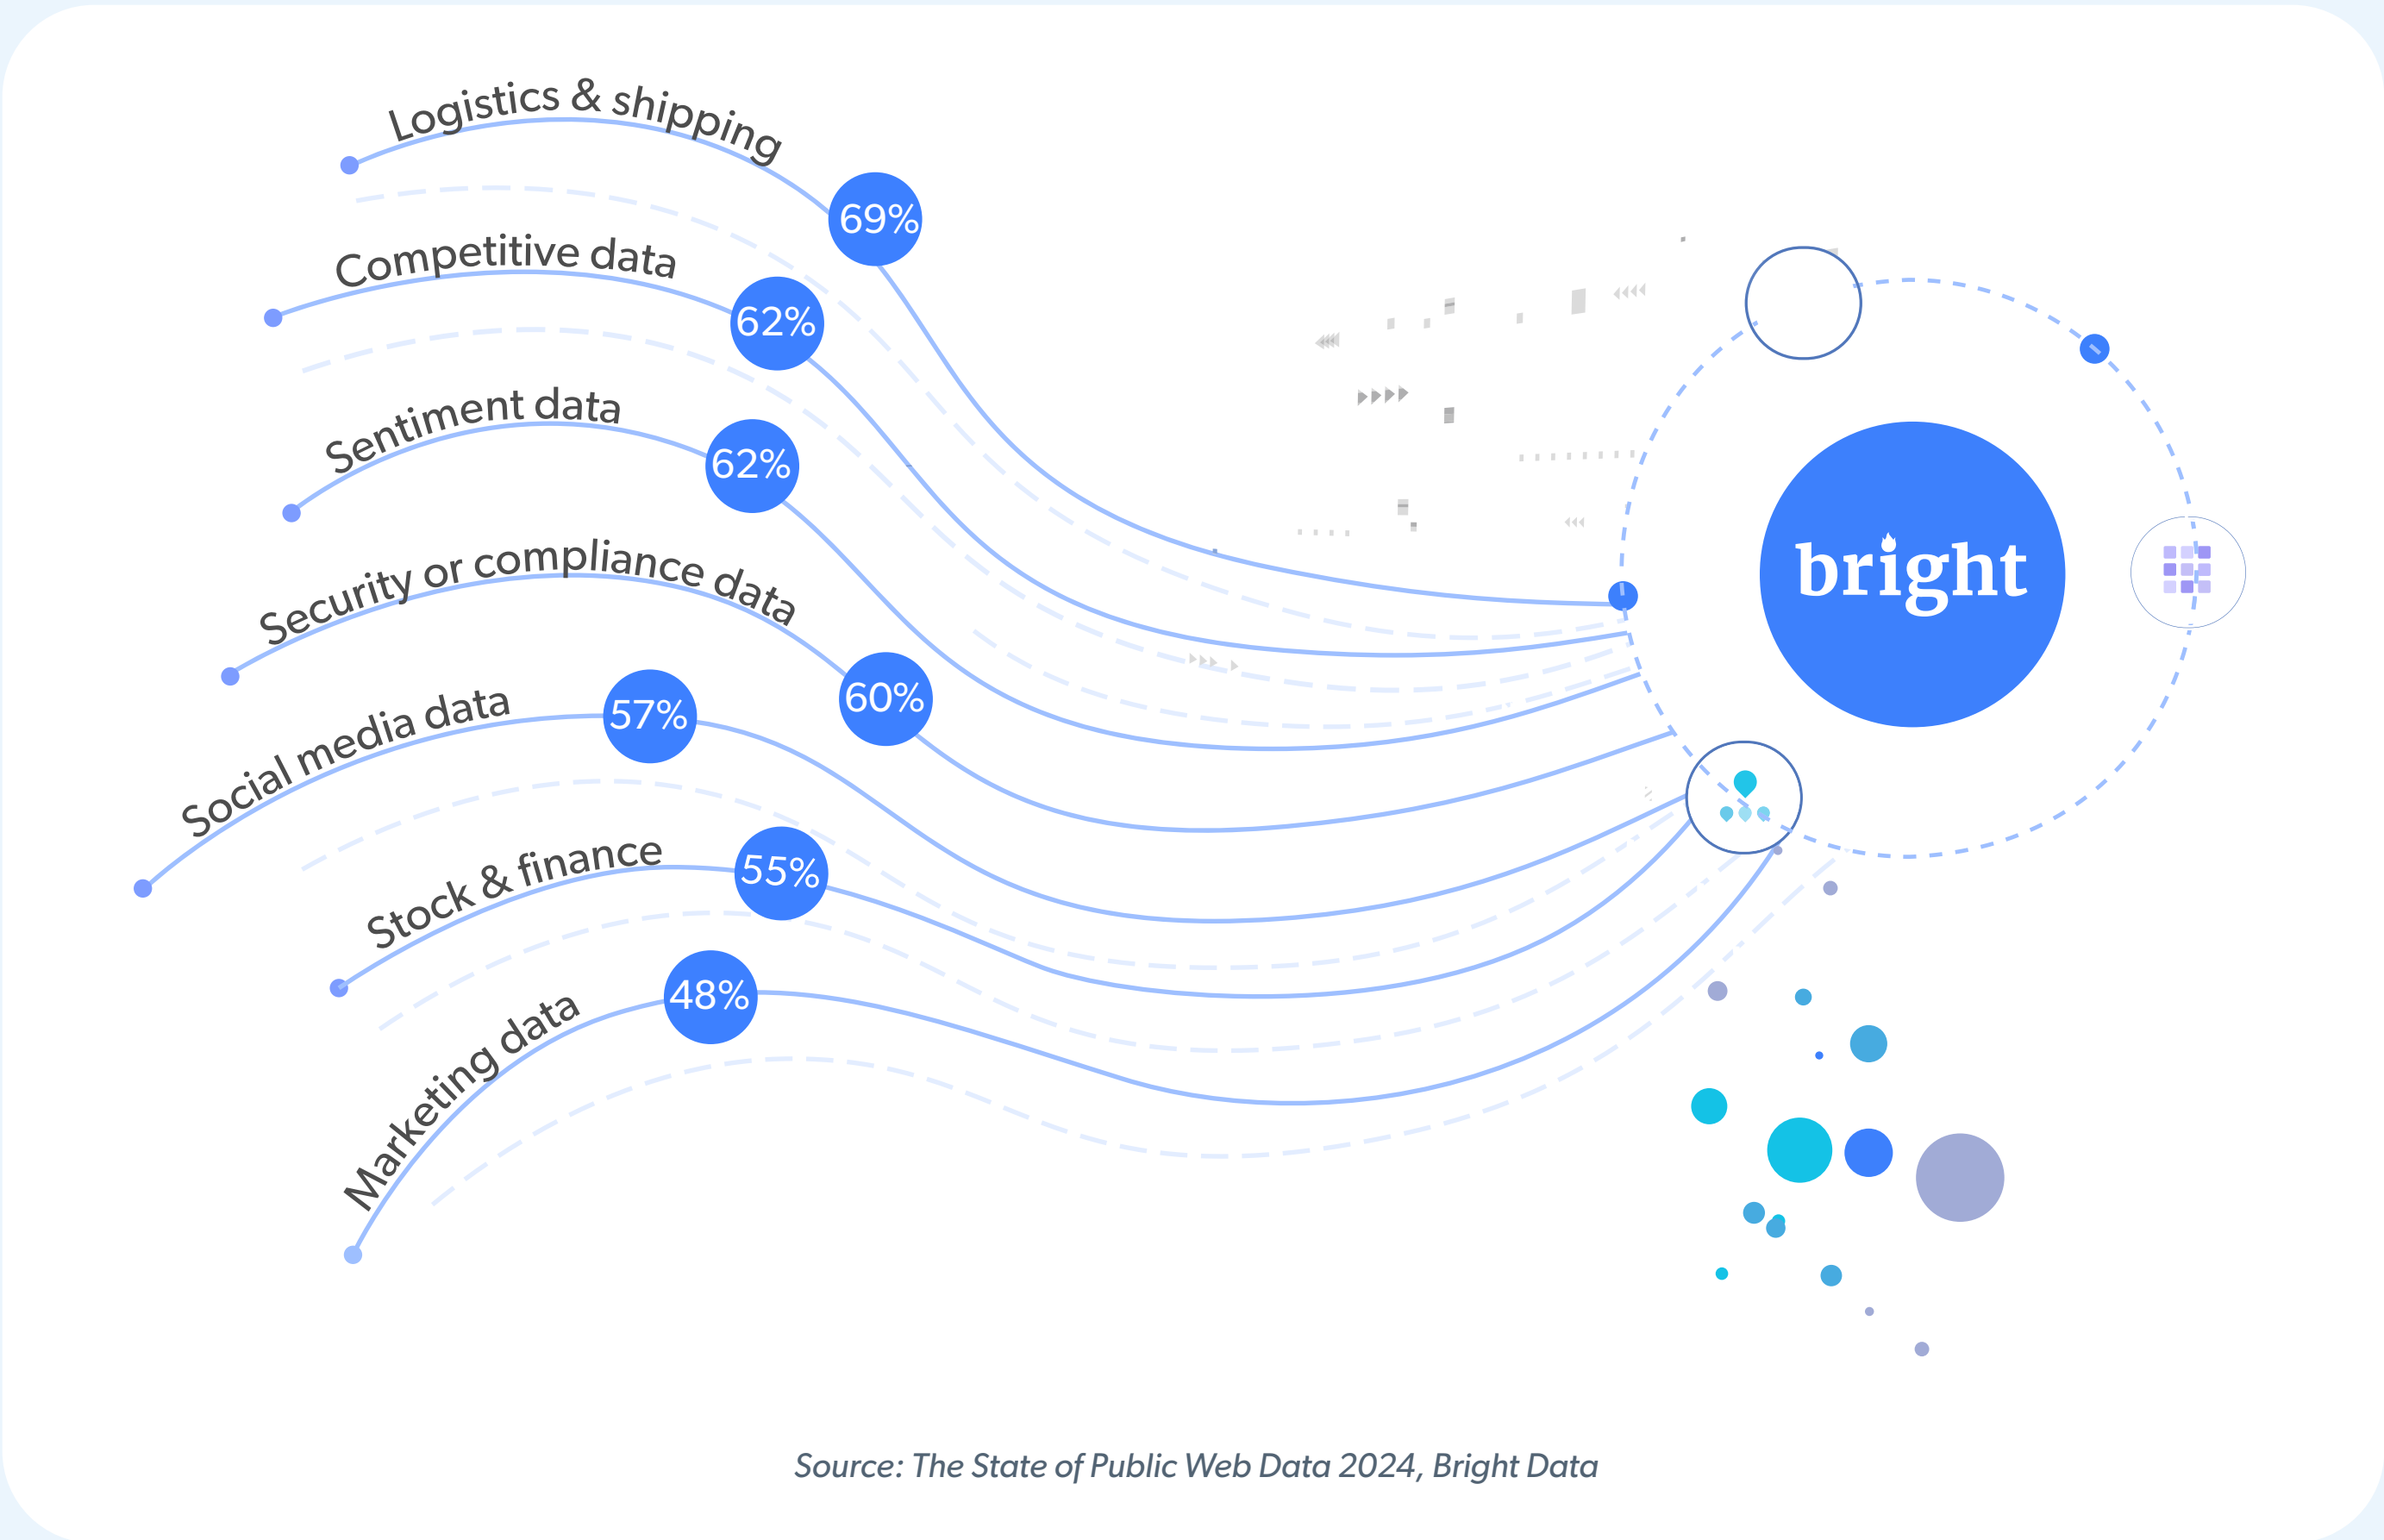 Logistics & shipping
69%
Competitive data
62%
Sentiment data
62%
Security or compliance data
60%
Social media data
57%
Stock & finance
55%
Marketing data
48%
bright
Source: The State of Public Web Data 2024, Bright Data